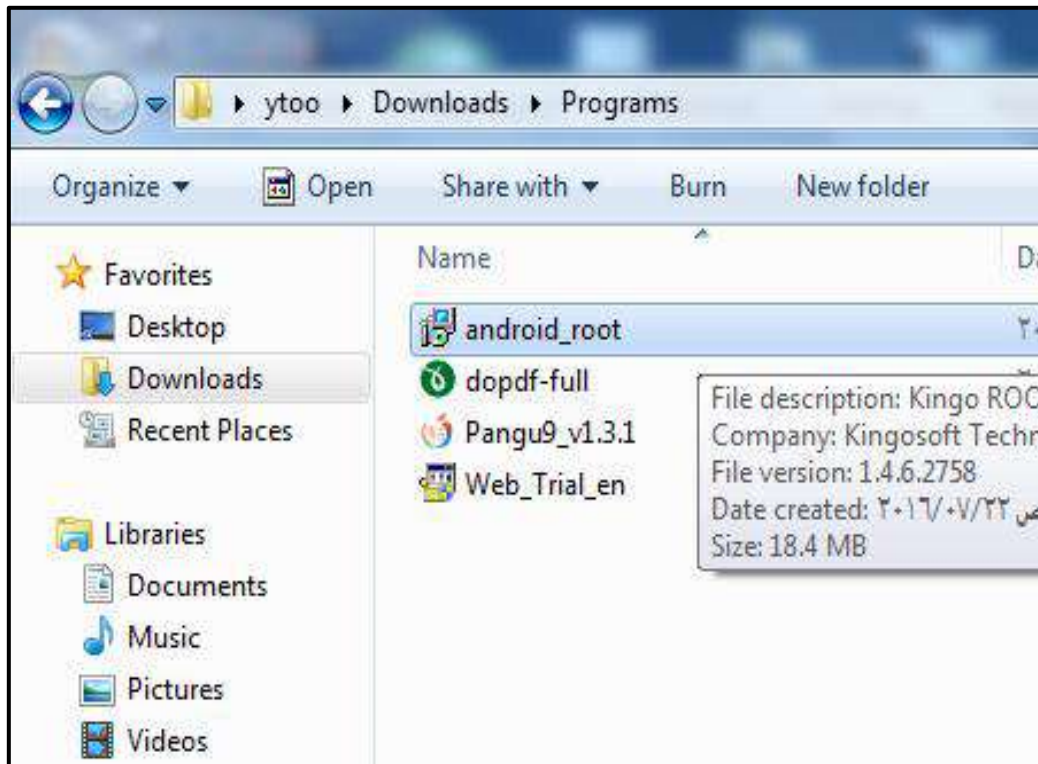 ytoo Downloads Programs
Organize Open Share with Burn New folder
Name Da
Favorites
Desktop
Downloads
Recent Places
Libraries
Documents
Music
Pictures
Videos
android_root ٢٠
dopdf-full
Pangu9_v1.3.1
Web_Trial_en
File description: Kingo ROO
Company: Kingosoft Techn
File version: 1.4.6.2758
Date created: ٢٠١٦/٠٧/٢٢ ص
Size: 18.4 MB